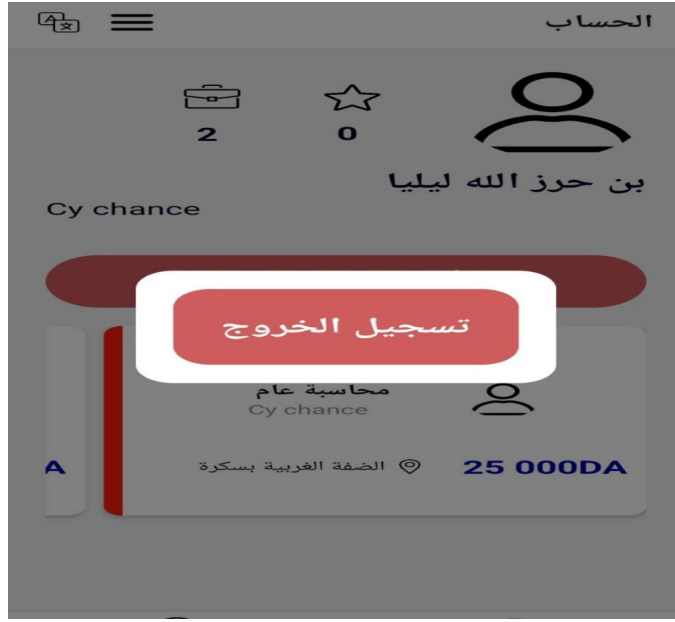 الحساب
0
2
بن حرز الله ليليا
Cy chance
تسجيل الخروج
محاسبة عام
Cy chance
25 000DA
الضفة الغربية بسكرة